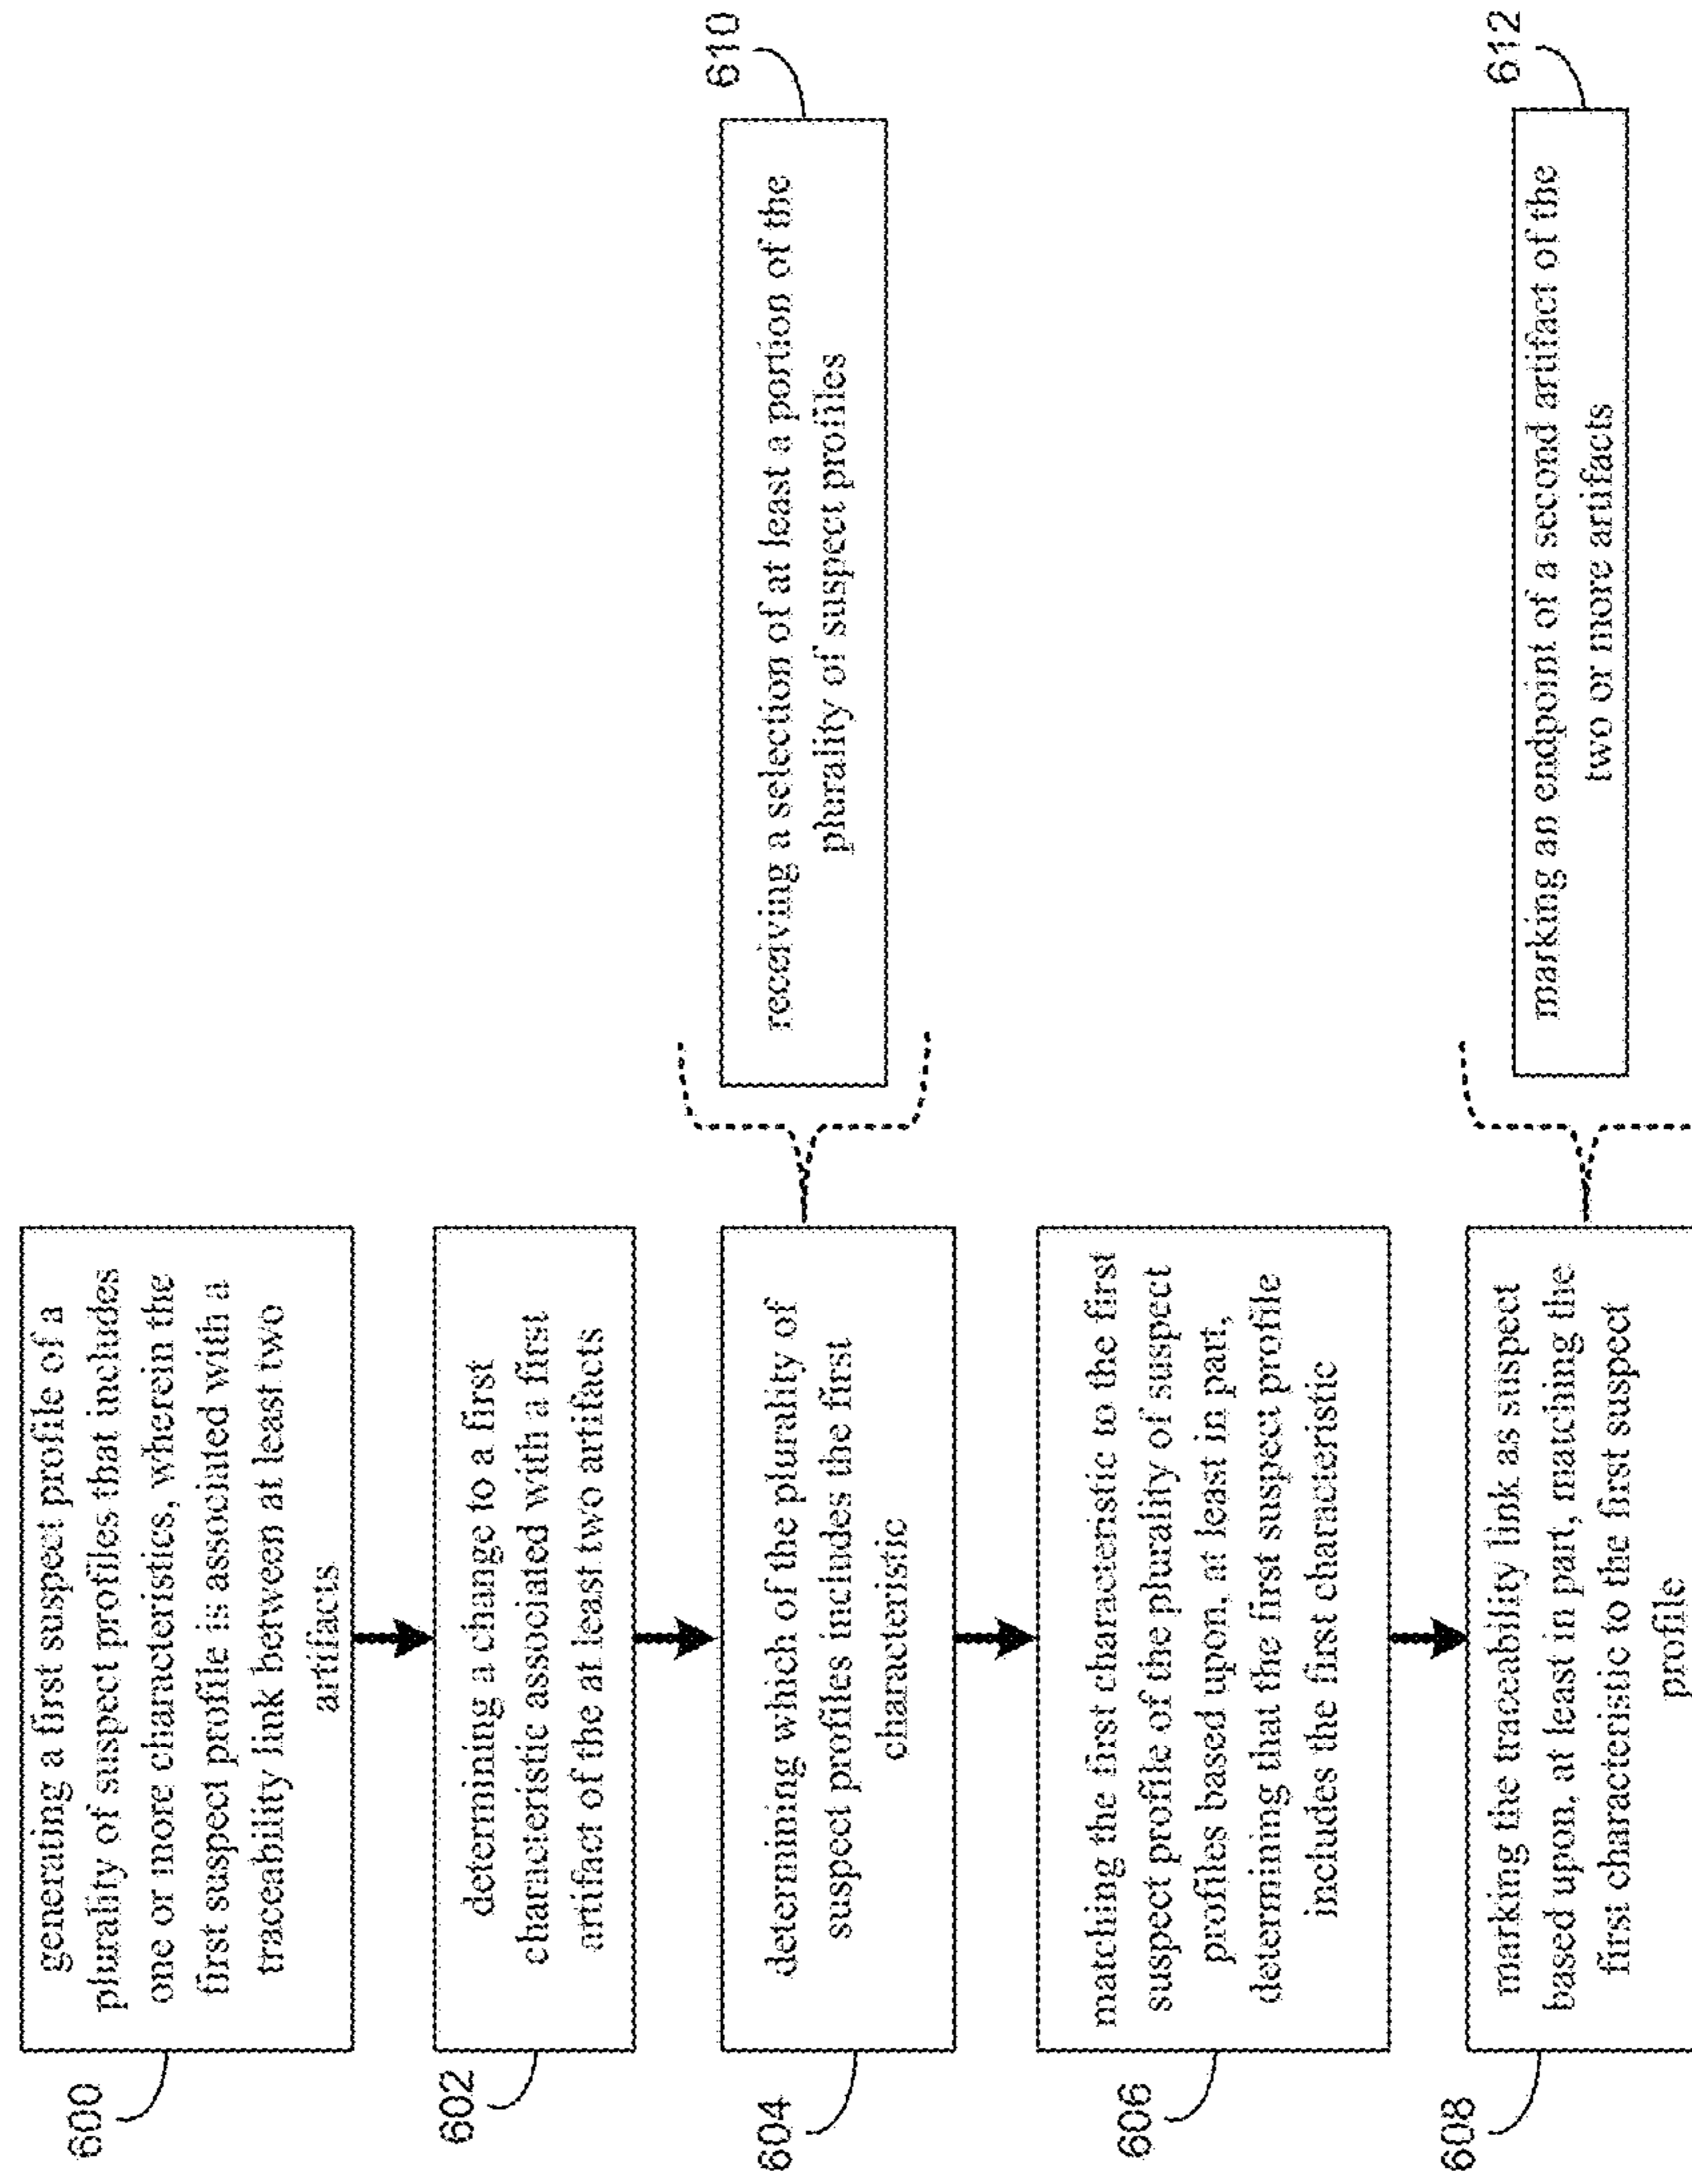 600
generating a first suspect profile of a
plurality of suspect profiles that includes
one or more characteristics, wherein the
first suspect profile is associated with a
traceability link between at least two
artifacts
602
determining a change to a first
characteristic associated with a first
artifact of the at least two artifacts
604
determining which of the plurality of
suspect profiles includes the first
characteristic
610
receiving a selection of at least a portion of the
plurality of suspect profiles
606
matching the first characteristic to the first
suspect profile of the plurality of suspect
profiles based upon, at least in part,
determining that the first suspect profile
includes the first characteristic
608
marking the traceability link as suspect
based upon, at least in part, matching the
first characteristic to the first suspect
profile
612
marking an endpoint of a second artifact of the
two or more artifacts